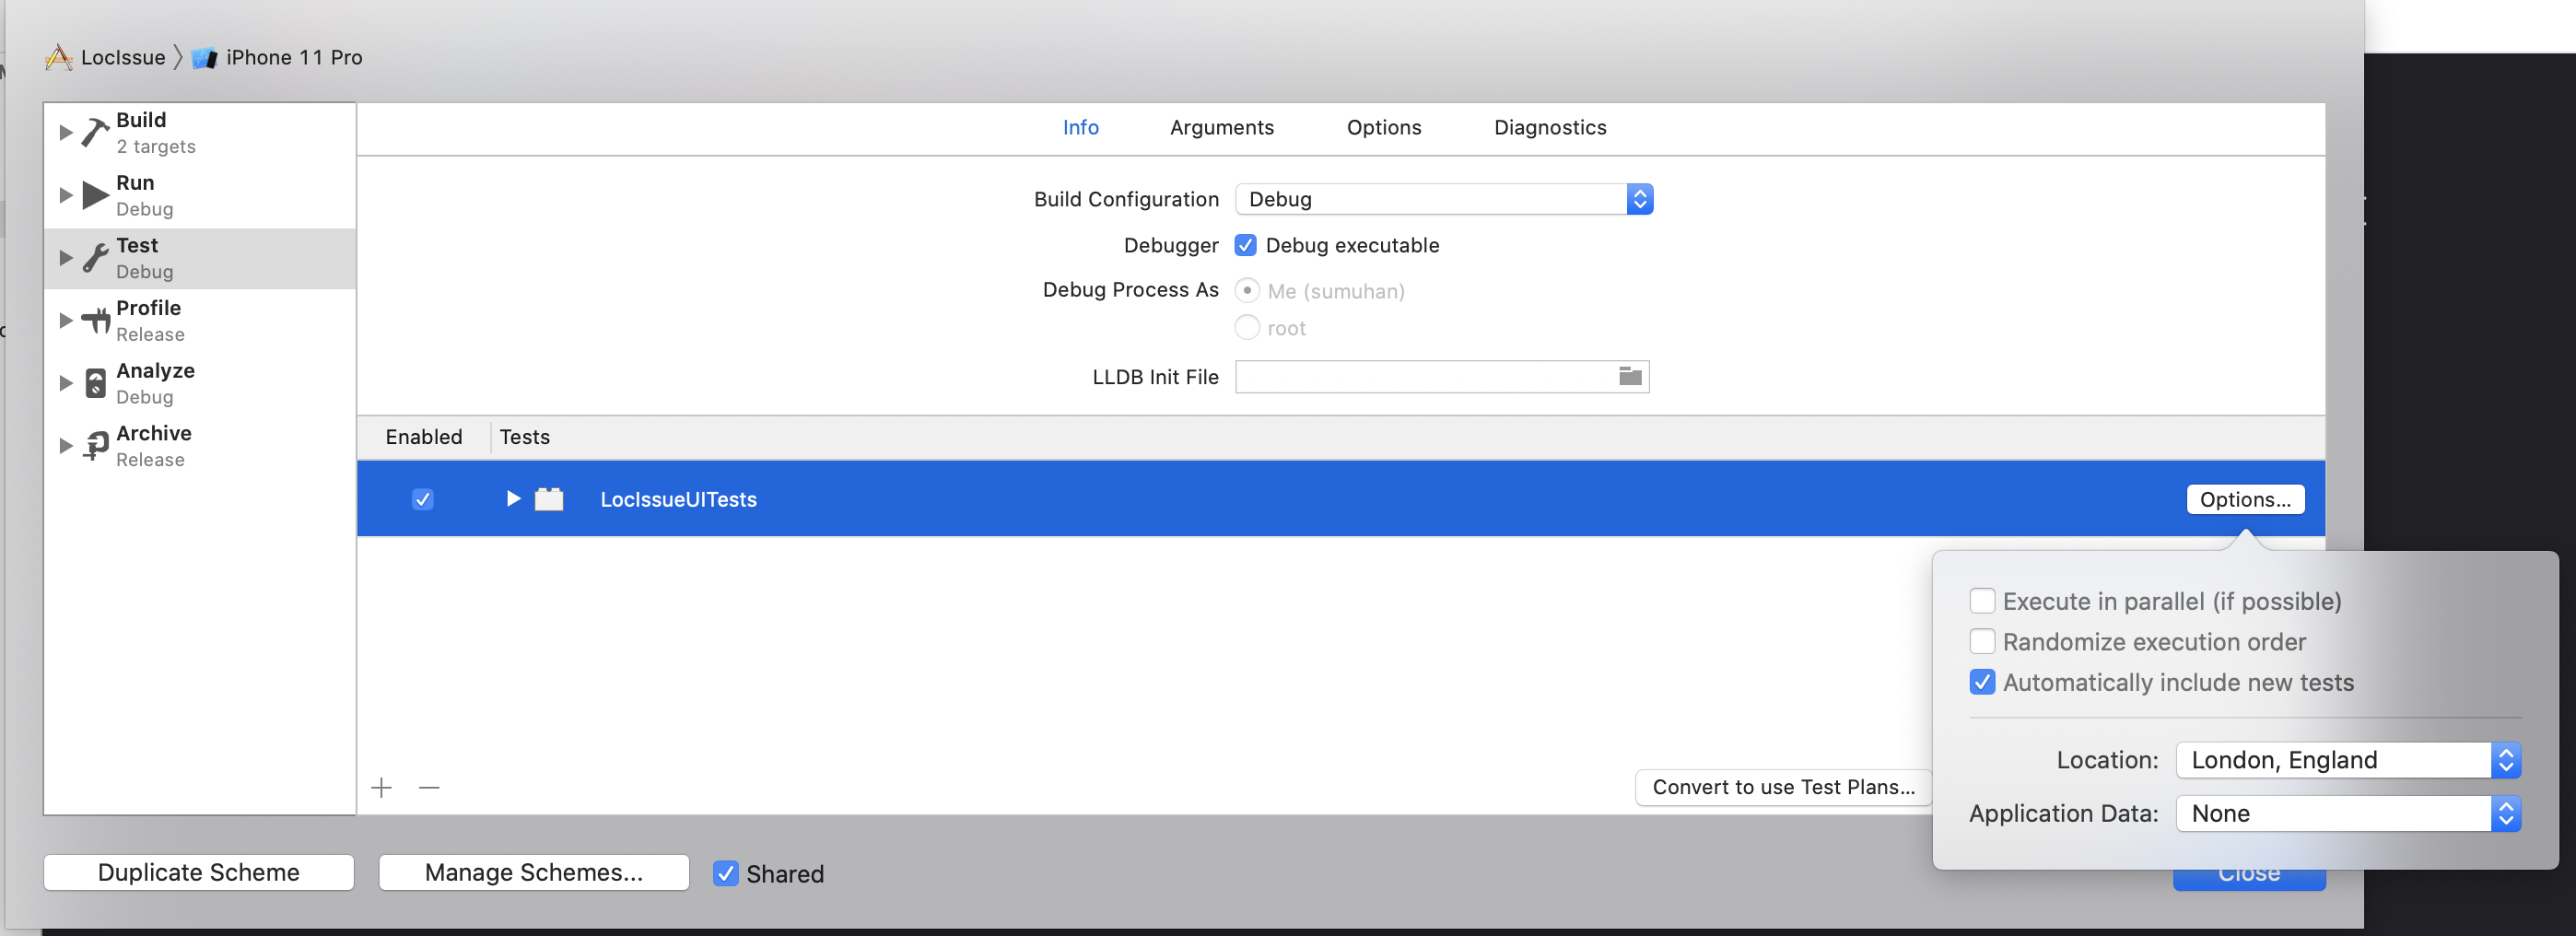 LocIssue iPhone 11 Pro
Build
2 targets
Run
Debug
Test
Debug
Profile
Release
Analyze
Debug
Archive
Release
Info Arguments Options Diagnostics
Build Configuration Debug
Debugger Debug executable
Debug Process As Me (sumuhan)
root
LLDB Init File
Enabled Tests
LocIssueUITests Options...
Execute in parallel (if possible)
Randomize execution order
Automatically include new tests
Location: London, England
Application Data: None
Convert to use Test Plans...
Duplicate Scheme Manage Schemes... Shared Close